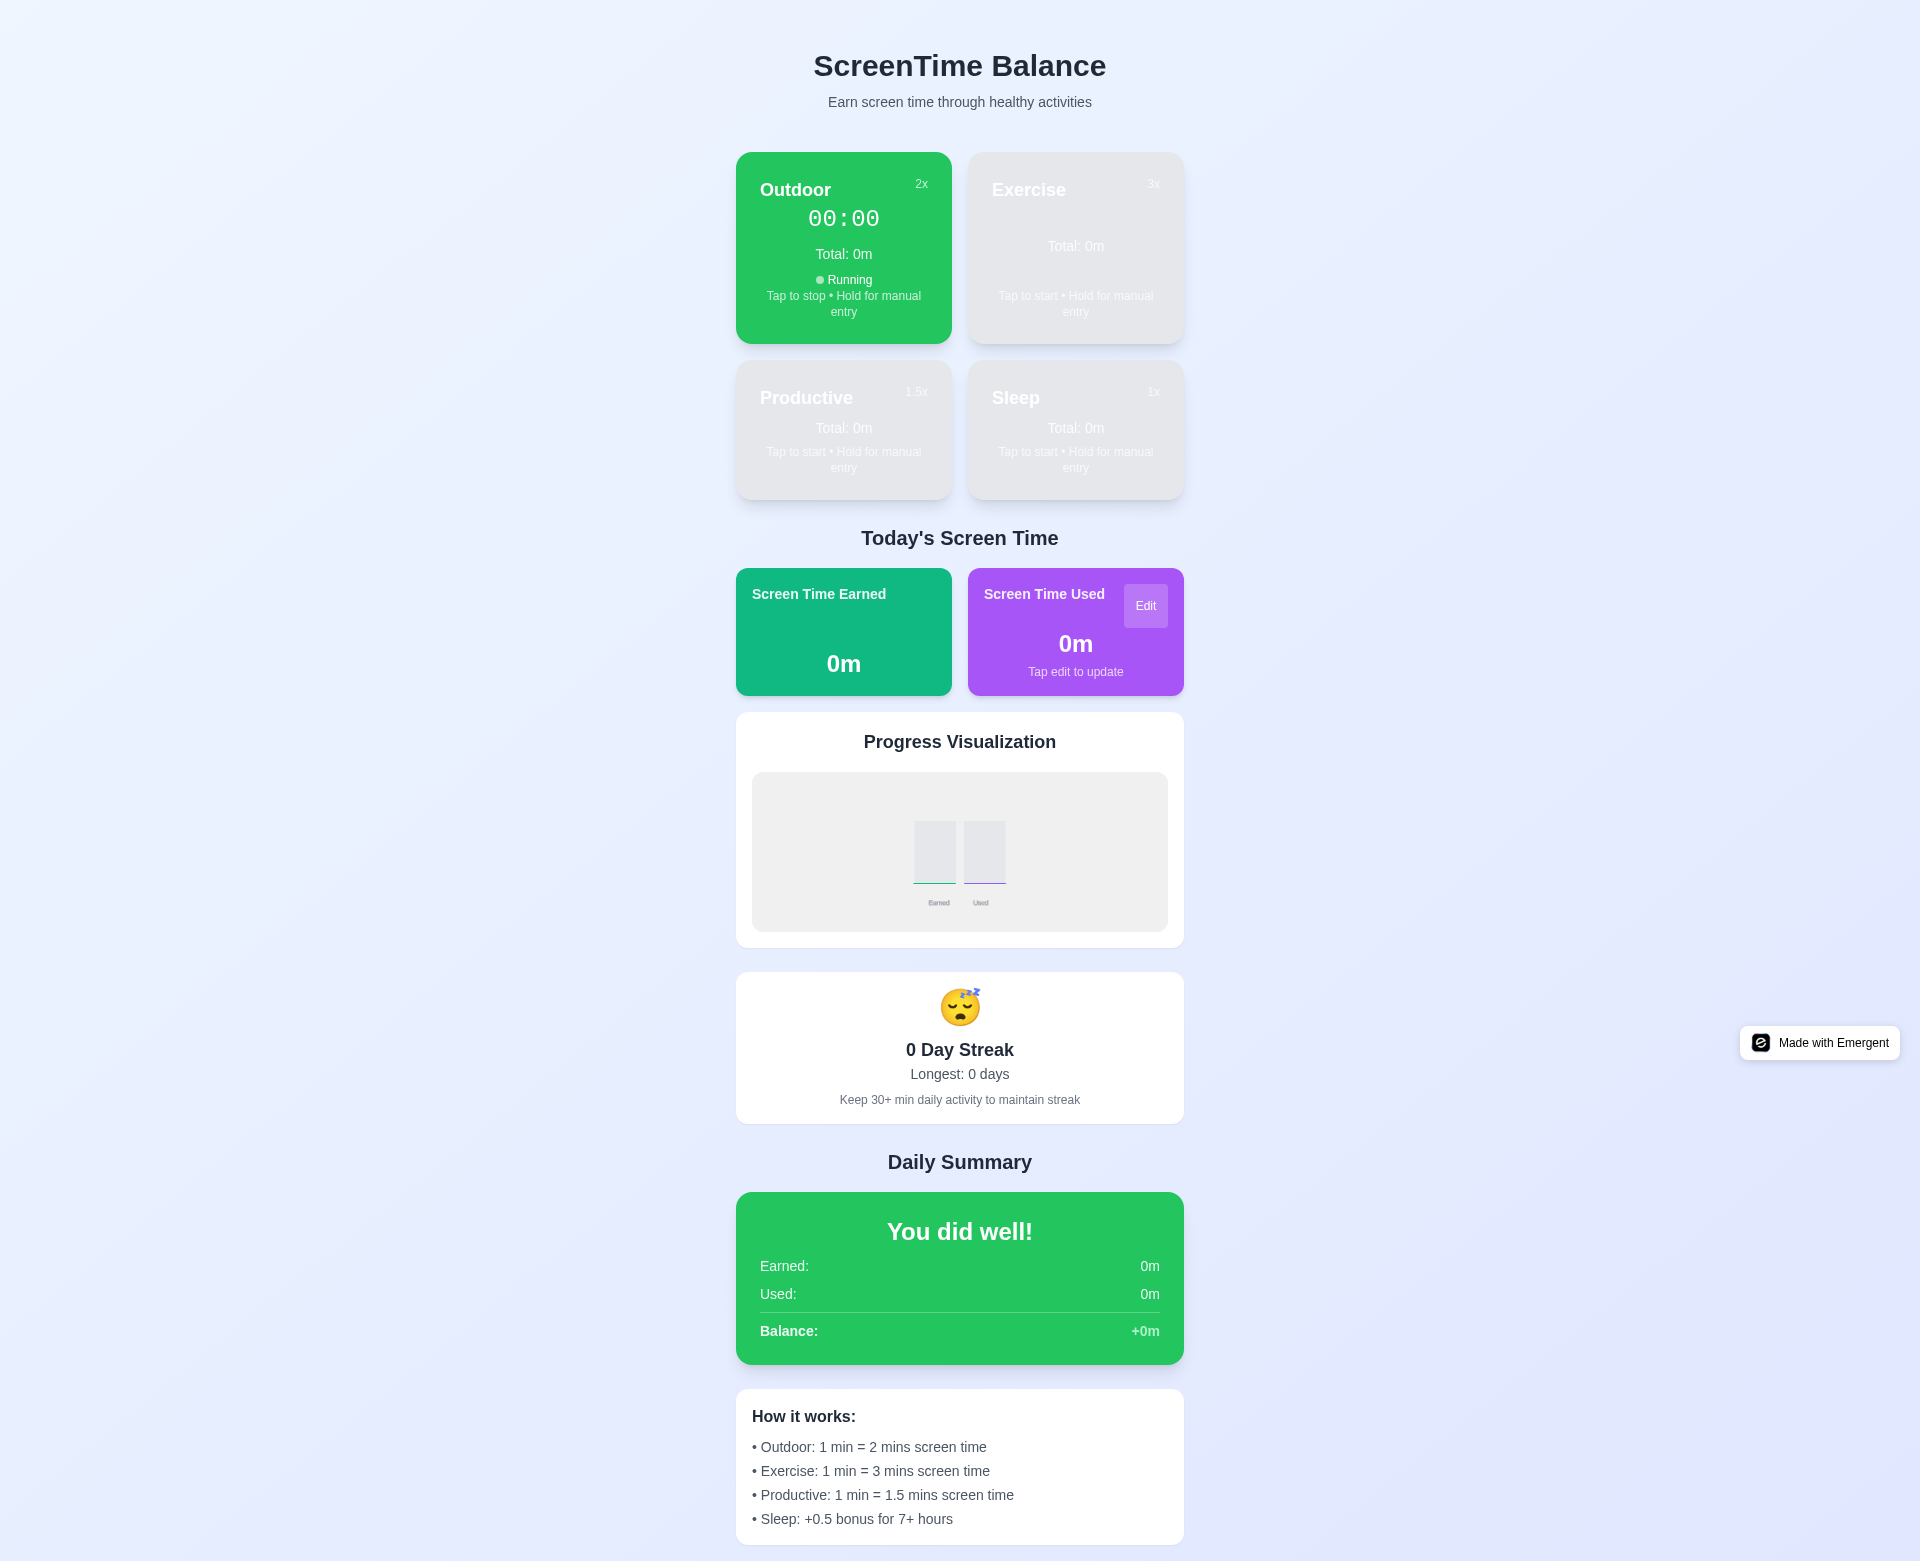 ScreenTime Balance
Earn screen time through healthy activities
Outdoor
2x
00:00
Total: 0m
Running
Tap to stop • Hold for manual
entry
Exercise
3x
Total: 0m
Tap to start • Hold for manual
entry
Productive
1.5x
Total: 0m
Tap to start • Hold for manual
entry
Sleep
1x
Total: 0m
Tap to start • Hold for manual
entry
Today's Screen Time
Screen Time Earned
0m
Screen Time Used
Edit
0m
Tap edit to update
Progress Visualization
Earned
Used
0 Day Streak
Longest: 0 days
Keep 30+ min daily activity to maintain streak
Made with Emergent
Daily Summary
You did well!
Earned: 0m
Used: 0m
Balance: +0m
How it works:
• Outdoor: 1 min = 2 mins screen time
• Exercise: 1 min = 3 mins screen time
• Productive: 1 min = 1.5 mins screen time
• Sleep: +0.5 bonus for 7+ hours